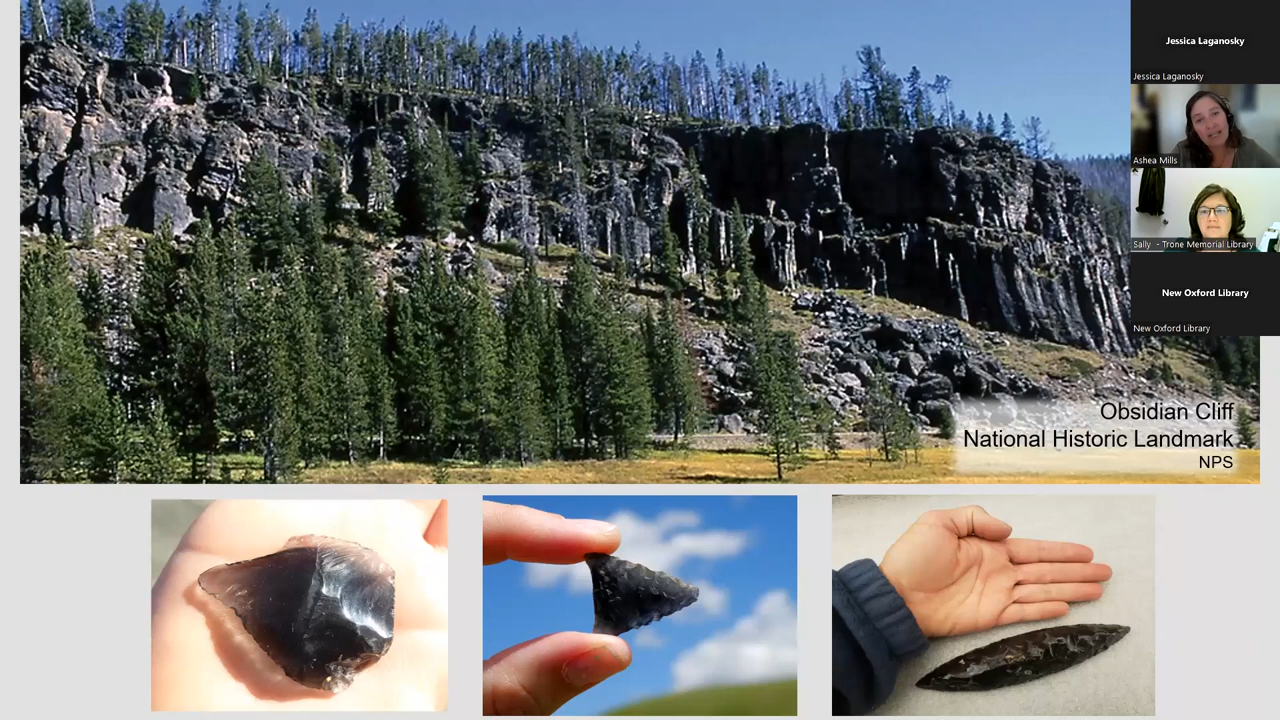 Jessica Laganosky
Jessica Laganosky
Ashea Mills
Sally - Trone Memorial Library
New Oxford Library
New Oxford Library
Obsidian Cliff
National Historic Landmark
NPS